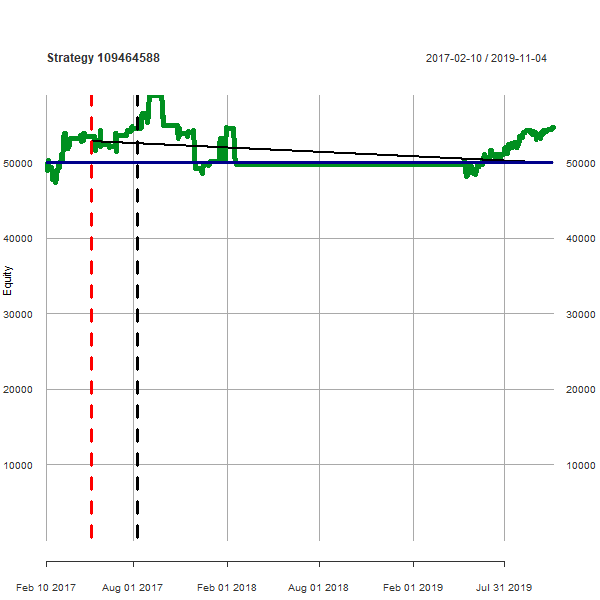 Strategy 109464588
2017-02-10 / 2019-11-04
50000
50000
40000
40000
Equity
30000
30000
20000
20000
10000
10000
Feb 10 2017
Aug 01 2017
Feb 01 2018
Aug 01 2018
Feb 01 2019
Jul 31 2019